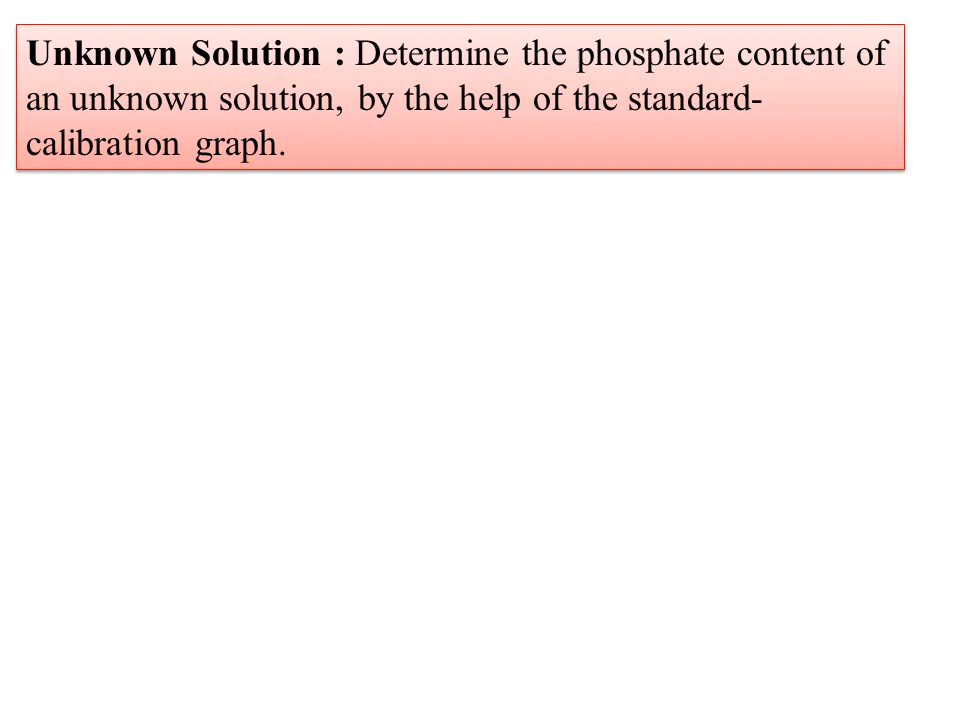 Unknown Solution : Determine the phosphate content of
an unknown solution, by the help of the standard-
calibration graph.